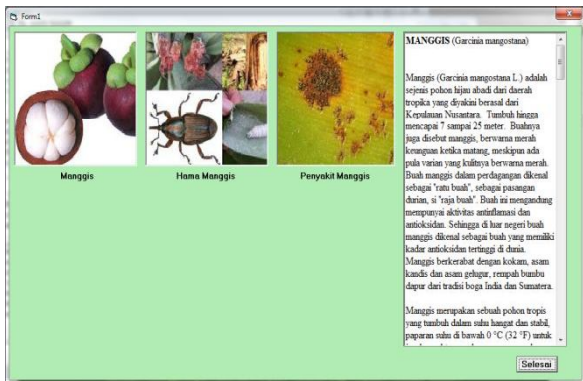 Form1
Manggis
Hama Manggis
Penyakit Manggis
MANGGIS (Garcinia mangostana)
Manggis (Garcinia mangostana L.) adalah
sejenis pohon hijau abadi dari daerah
tropika yang diyakini berasal dari
Kepulauan Nusantara. Tumbuh hingga
mencapai 7 sampai 25 meter. Buahnya
juga disebut manggis, berwarna merah
keunguan ketika matang, meskipun ada
pula varian yang kulitnya berwarna merah.
Buah manggis dalam perdagangan dikenal
sebagai "ratu buah", sebagai pasangan
durian, si "raja buah". Buah ini mengandung
mempunyai aktivitas antiinflamasi dan
antioksidan. Sehingga di luar negeri buah
manggis dikenal sebagai buah yang memiliki
kadar antioksidan tertinggi di dunia.
Manggis berkerabat dengan kokam, asam
kandis dan asam gelugur, rempah bumbu
dapur dari tradisi boga India dan Sumatera.
Manggis merupakan sebuah pohon tropis
yang tumbuh dalam suhu hangat dan stabil,
paparan suhu di bawah 0 °C (32 °F) untuk
Selesai